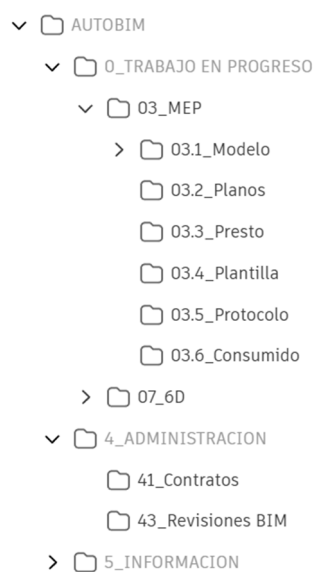 AUTOBIM
0_TRABAJO EN PROGRESO
03_MEP
03.1_Modelo
03.2_Planos
03.3_Presto
03.4_Plantilla
03.5_Protocolo
03.6_Consumido
07_6D
4_ADMINISTRACION
41_Contratos
43_Revisiones BIM
5_INFORMACION